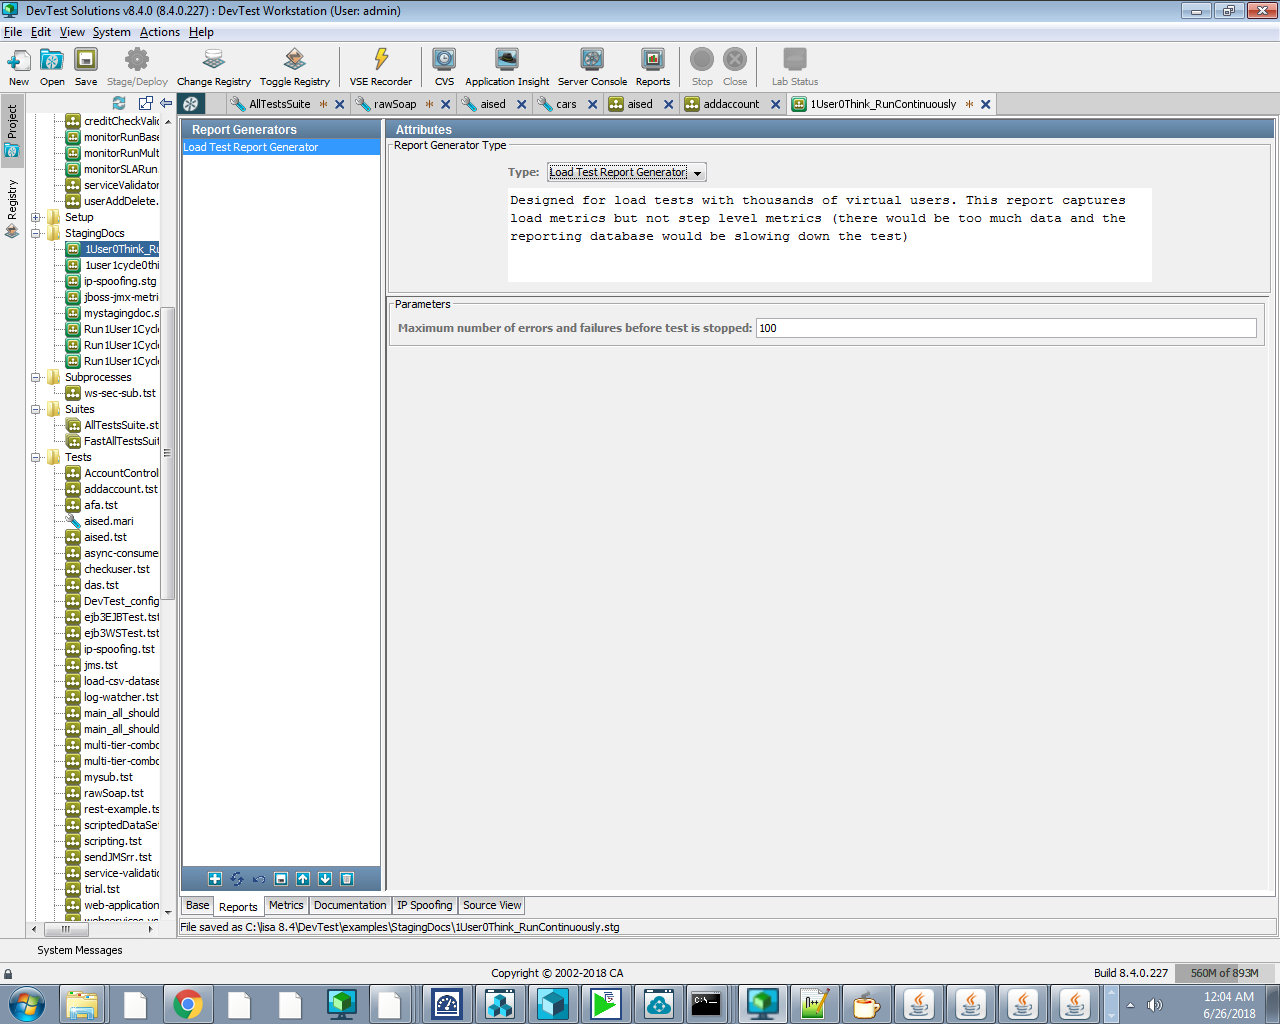 DevTest Solutions v8.4.0 (8.4.0.227) : DevTest Workstation (User: admin)
File Edit View System Actions Help
New Open Save Stage/Deploy Change Registry Toggle Registry VSE Recorder CVS Application Insight Server Console Reports Stop Close Lab Status
AllTestsSuite * rawSoap * aised cars aised addaccount 1User0Think_RunContinuously *
Project
Registry
creditCheckValid
monitorRunBase
monitorRunMult
monitorSLARun.
serviceValidator
userAddDelete.
Setup
StagingDocs
1User0Think_Ru
1user1cycle0thi
ip-spoofing.stg
jboss-jmx-metri
mystagingdoc.s
Run1User1Cycl
Run1User1Cycl
Run1User1Cycl
Subprocesses
ws-sec-sub.tst
Suites
AllTestsSuite.st
FastAllTestsSuit
Tests
AccountControl
addaccount.tst
afa.tst
aised.mari
aised.tst
async-consume
checkuser.tst
das.tst
DevTest_config
ejb3EJBTest.tst
ejb3WSTest.tst
ip-spoofing.tst
jms.tst
load-csv-datase
log-watcher.tst
main_all_should
main_all_should
multi-tier-combo
multi-tier-combo
mysub.tst
rawSoap.tst
rest-example.ts
scriptedDataSe
scripting.tst
sendJMSrr.tst
service-validatio
trial.tst
web-application
Report Generators
Load Test Report Generator
Attributes
Report Generator Type
Type: Load Test Report Generator
Designed for load tests with thousands of virtual users. This report captures
load metrics but not step level metrics (there would be too much data and the
reporting database would be slowing down the test)
Parameters
Maximum number of errors and failures before test is stopped: 100
Base Reports Metrics Documentation IP Spoofing Source View
File saved as C:\lisa 8.4\DevTest\examples\StagingDocs\1User0Think_RunContinuously.stg
System Messages
Copyright © 2002-2018 CA
Build 8.4.0.227 560M of 893M
12:04 AM
6/26/2018